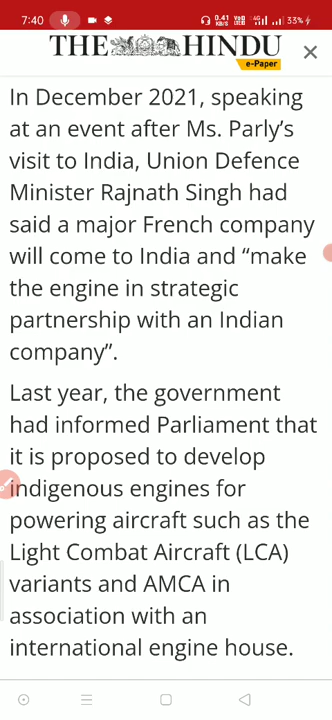 7:40
0.41 KB/S 4G 33%
THE HINDU
e-Paper
In December 2021, speaking
at an event after Ms. Parly’s
visit to India, Union Defence
Minister Rajnath Singh had
said a major French company
will come to India and “make
the engine in strategic
partnership with an Indian
company”.
Last year, the government
had informed Parliament that
it is proposed to develop
indigenous engines for
powering aircraft such as the
Light Combat Aircraft (LCA)
variants and AMCA in
association with an
international engine house.